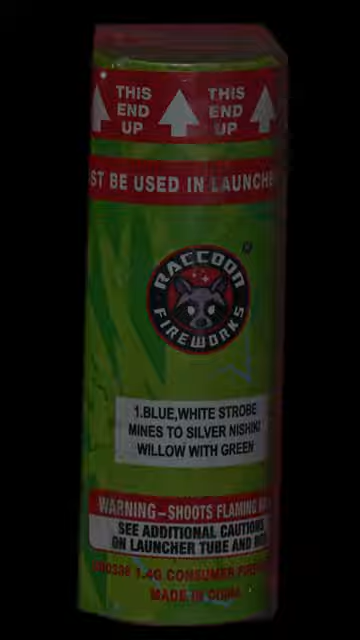 THIS END UP
THIS END UP
ST BE USED IN LAUNCHE
RACCOON
FIREWORKS
1.BLUE,WHITE STROBE
MINES TO SILVER NISHIKI
WILLOW WITH GREEN
WARNING-SHOOTS FLAMING
SEE ADDITIONAL CAUTIONS
ON LAUNCHER TUBE AND
1.4G CONSUMER
MADE IN CHINA